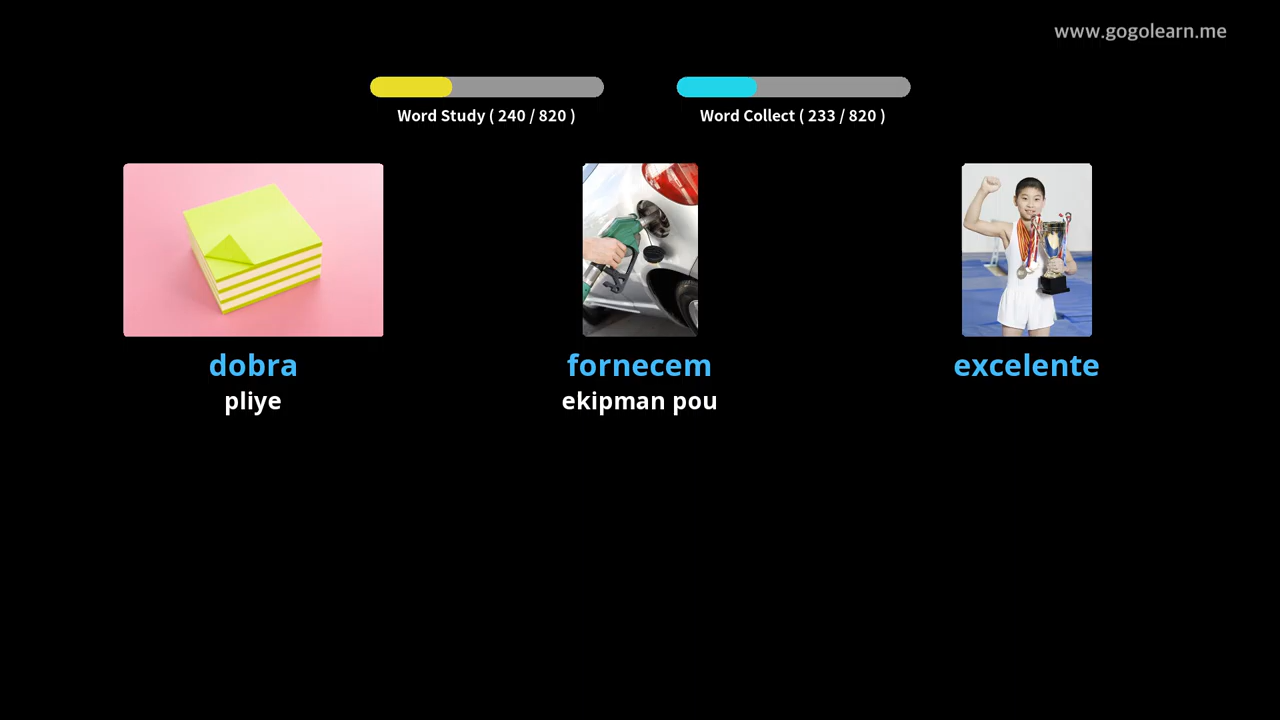 www.gogolearn.me
Word Study ( 240 / 820 )
Word Collect ( 233 / 820 )
dobra
fornecem
excelente
pliye
ekipman pou